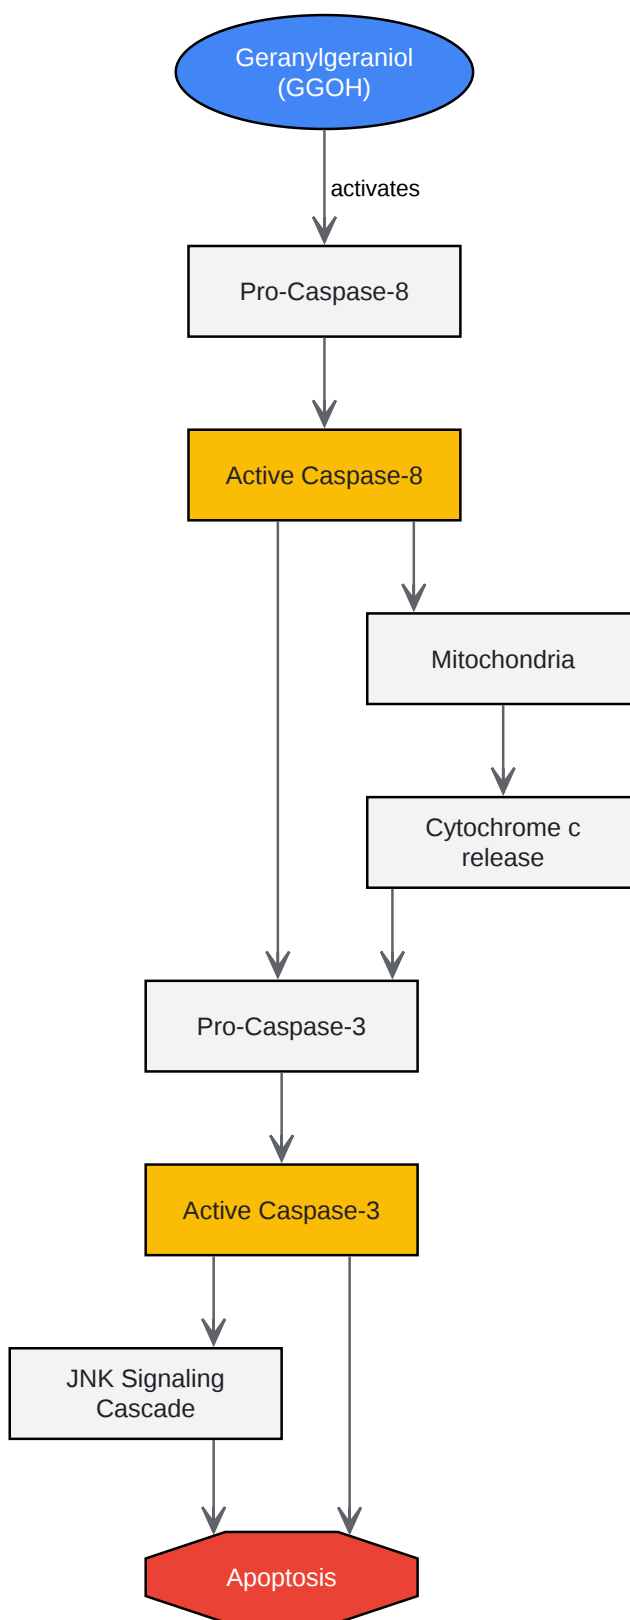 Geranylgeraniol
(GGOH)
activates
Pro-Caspase-8
Active Caspase-8
Mitochondria
Cytochrome c
release
Pro-Caspase-3
Active Caspase-3
JNK Signaling
Cascade
Apoptosis